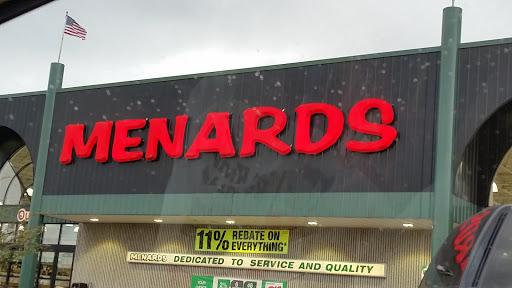 MENARDS
11% REBATE ON
EVERYTHING*
MENARDS DEDICATED TO SERVICE AND QUALITY